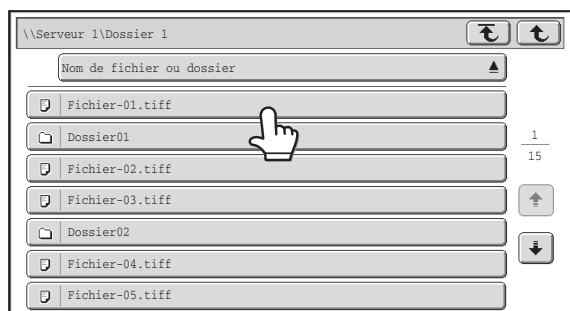 \\Serveur 1\Dossier 1
Nom de fichier ou dossier
Fichier-01.tiff
Dossier01
Fichier-02.tiff
Fichier-03.tiff
Dossier02
Fichier-04.tiff
Fichier-05.tiff
1
15